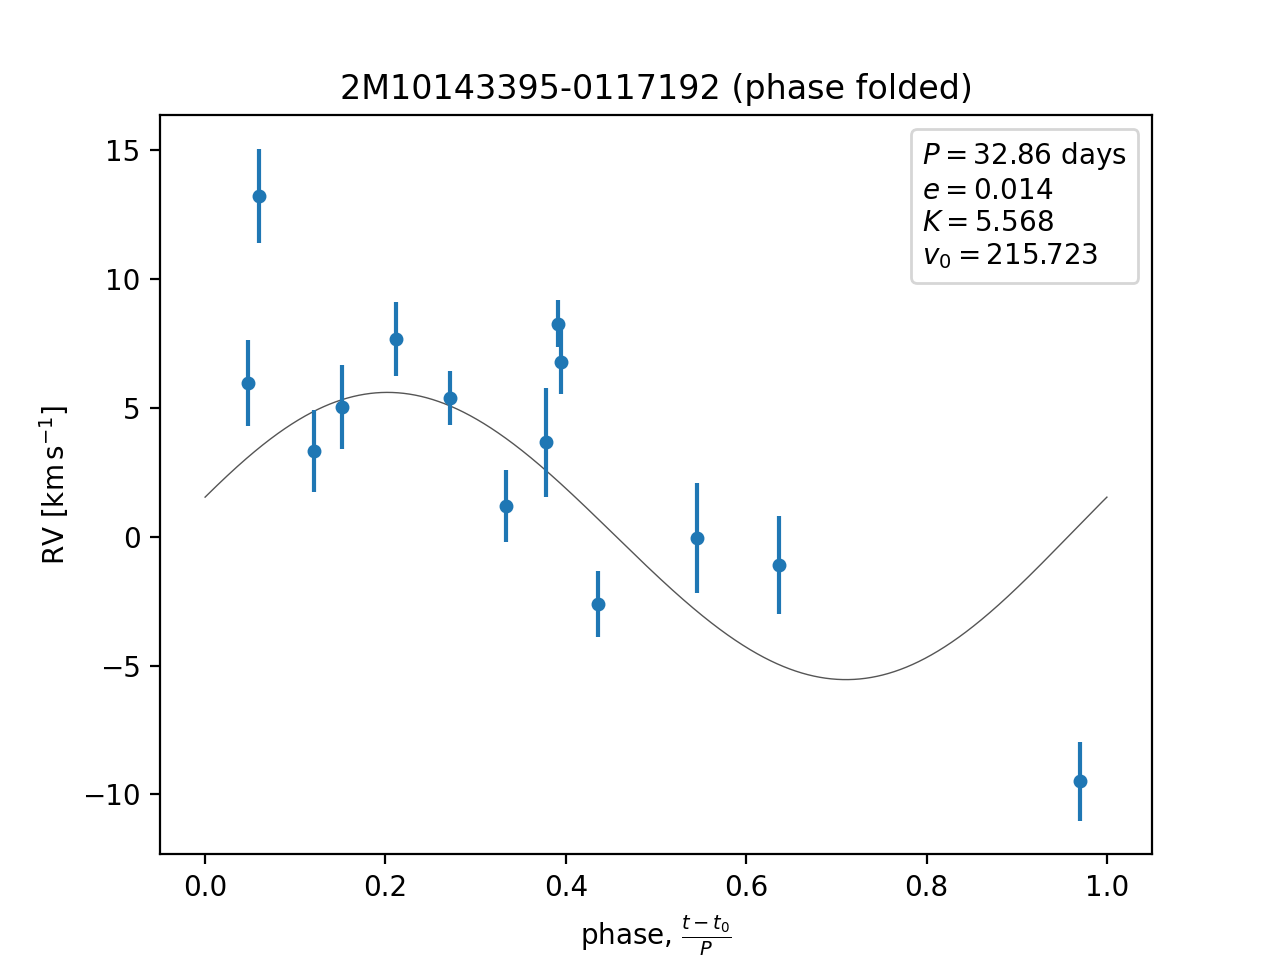 2M10143395-0117192 (phase folded)
P = 32.86 days
e = 0.014
K = 5.568
v₀ = 215.723
RV [km s⁻¹]
15
10
5
0
−5
−10
0.0 0.2 0.4 0.6 0.8 1.0
phase, (t − t₀)/P